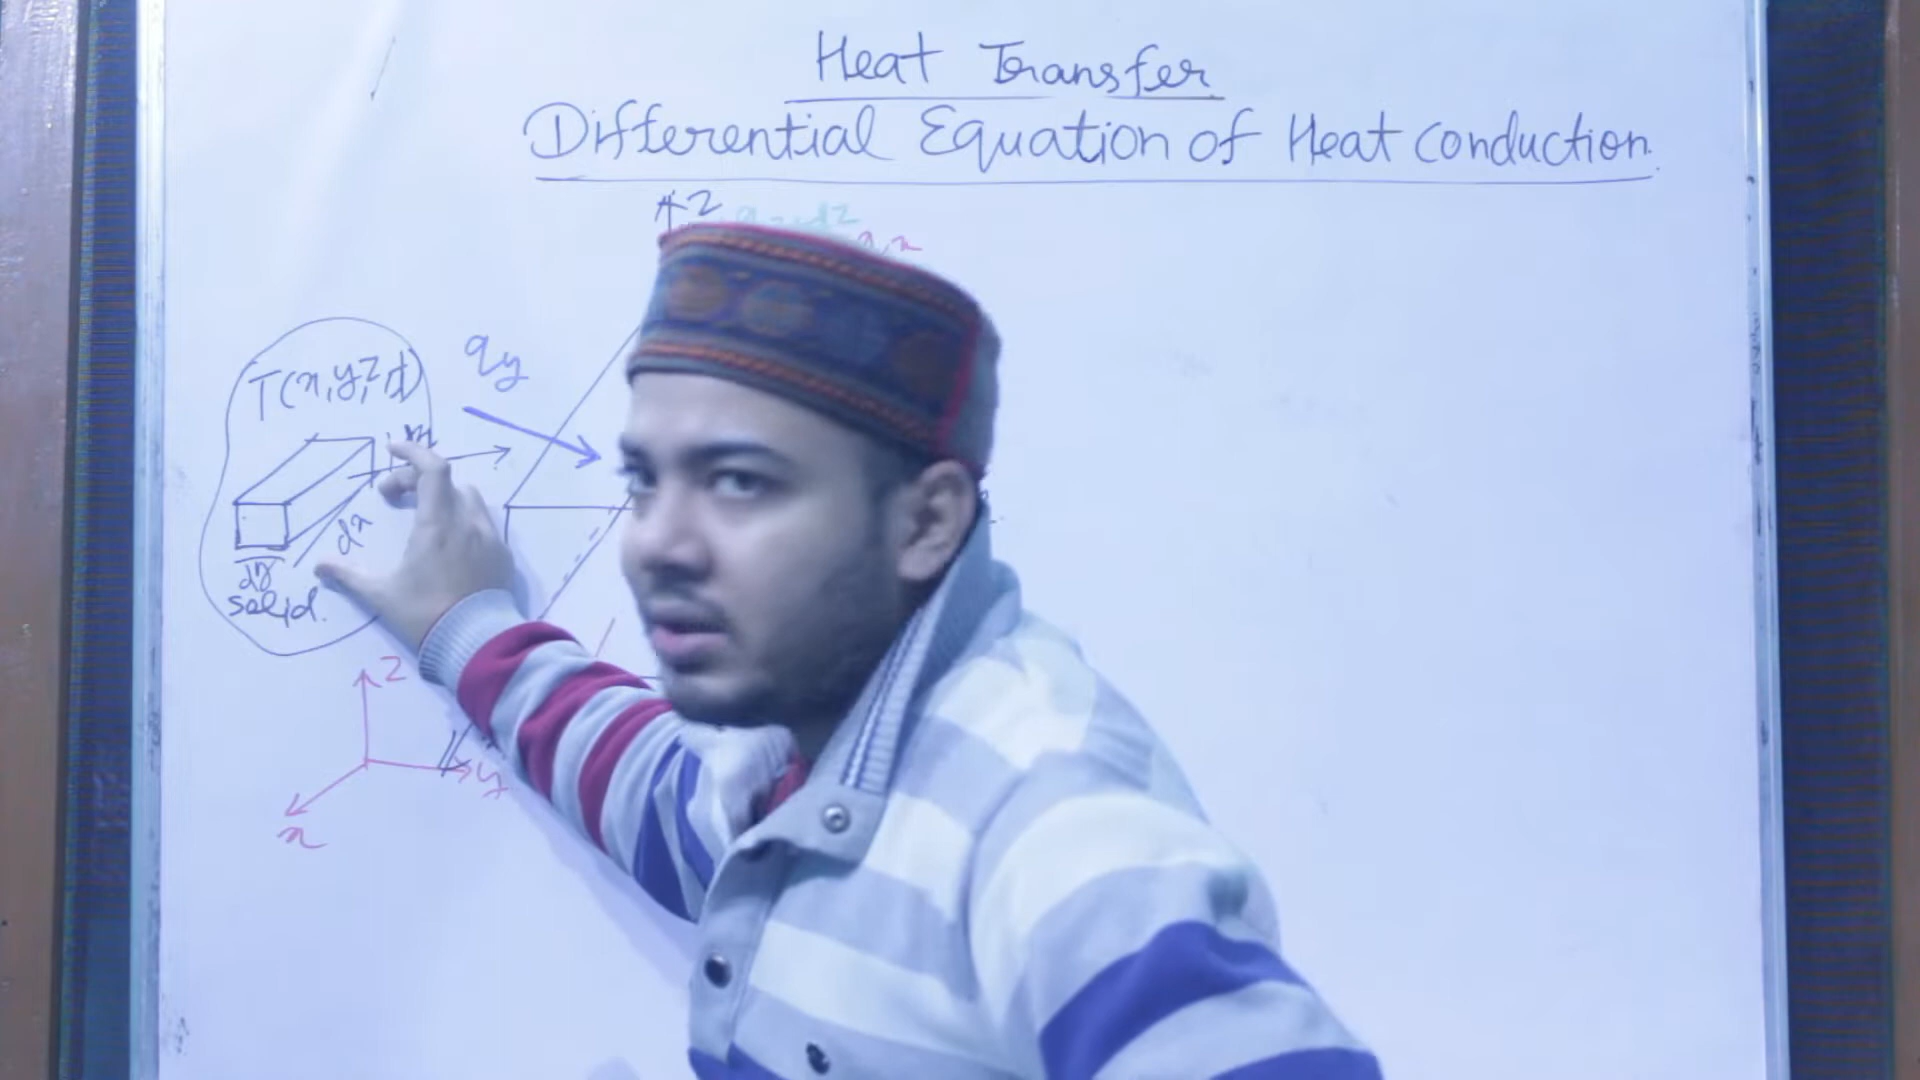 Heat Transfer
Differential Equation of Heat conduction.
z
T(x,y,z,t)
qy
dx
dy
solid.
z
y
x